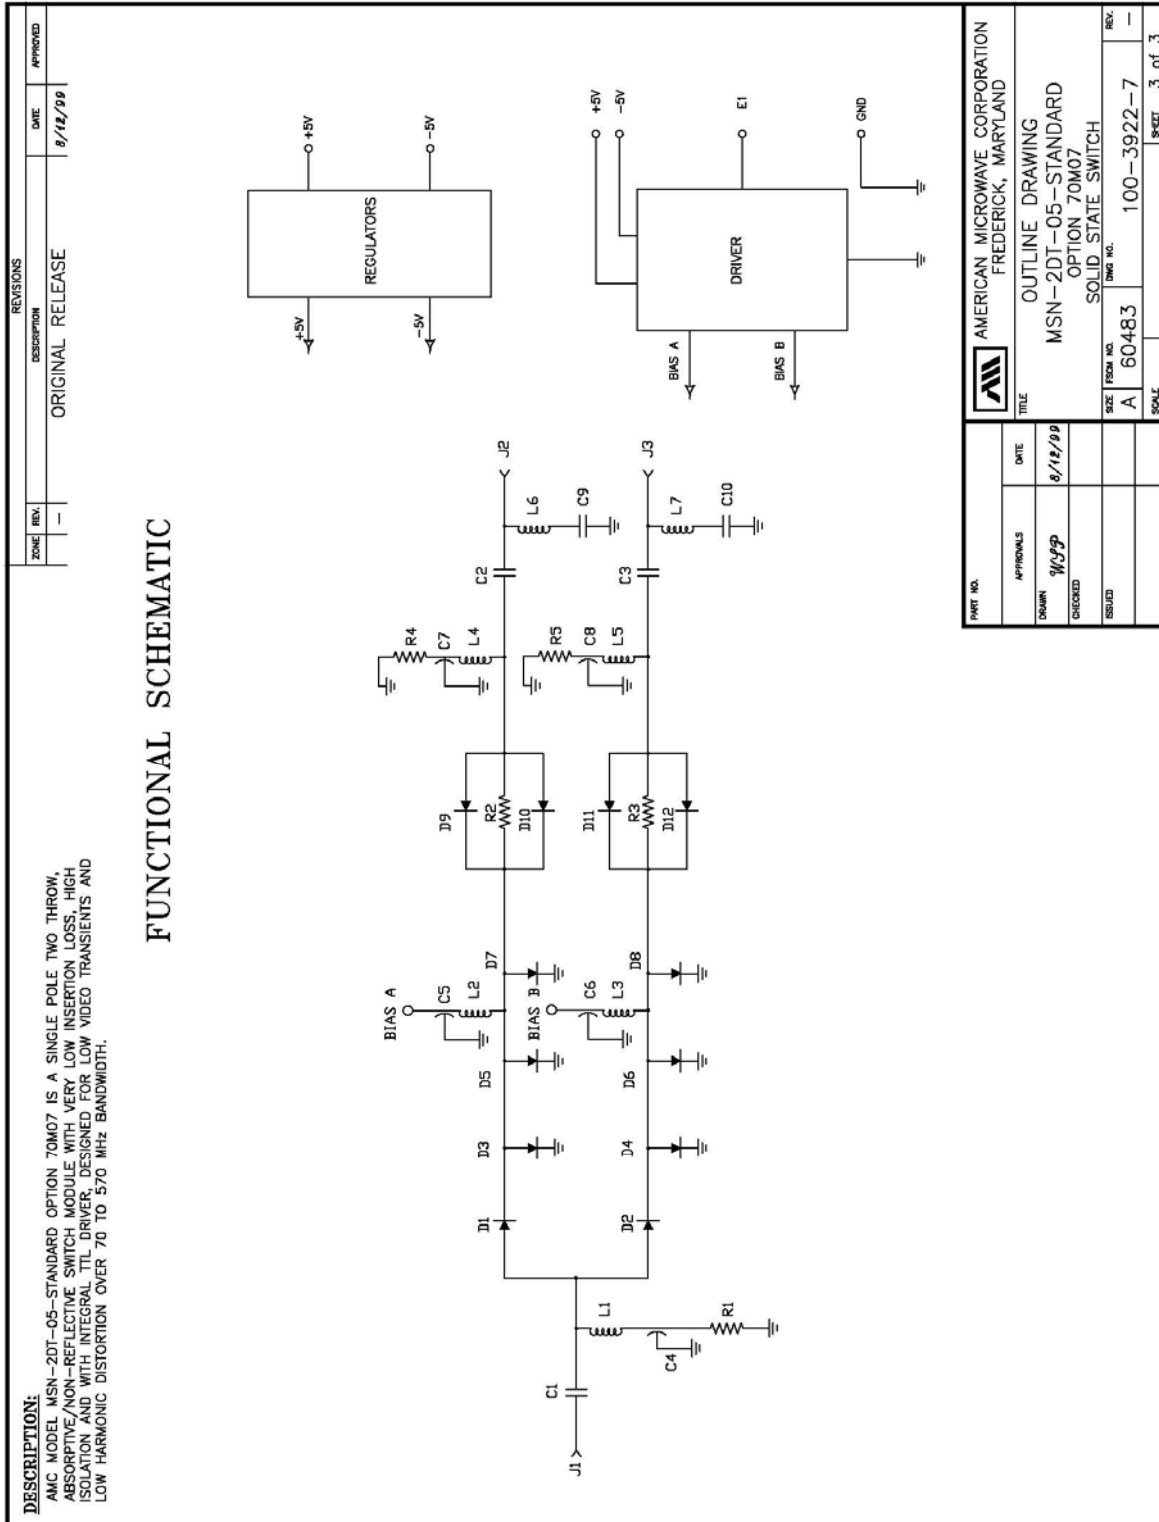 DESCRIPTION:
AMC MODEL MSN-2DT-05-STANDARD OPTION 70M07 IS A SINGLE POLE TWO THROW,
ABSORPTIVE/NON-REFLECTIVE SWITCH MODULE WITH VERY LOW INSERTION LOSS, HIGH
ISOLATION AND WITH INTEGRAL TTL DRIVER, DESIGNED FOR LOW VIDEO TRANSIENTS AND
LOW HARMONIC DISTORTION OVER 70 TO 570 MHz BANDWIDTH.
REVISIONS
ZONE REV. DESCRIPTION DATE APPROVED
— ORIGINAL RELEASE 8/12/99
FUNCTIONAL SCHEMATIC
+5V +5V
REGULATORS
-5V -5V
BIAS A
C5
L2
D1 D3 D5 D7
D9
R2
D10
R4
C7
L4
C2
J2
L6
C9
J1
C1
L1
C4
R1
BIAS B
C6
L3
D2 D4 D6 D8
D11
R3
D12
R5
C8
L5
C3
J3
L7
C10
+5V
-5V
BIAS A
DRIVER
E1
BIAS B
GND
PART NO.
APPROVALS DATE
DRAWN WSP 8/12/99
CHECKED
ISSUED
AMERICAN MICROWAVE CORPORATION
FREDERICK, MARYLAND
TITLE
OUTLINE DRAWING
MSN-2DT-05-STANDARD
OPTION 70M07
SOLID STATE SWITCH
SIZE FSCM NO. DWG NO. REV.
A 60483 100-3922-7 —
SCALE SHEET 3 of 3